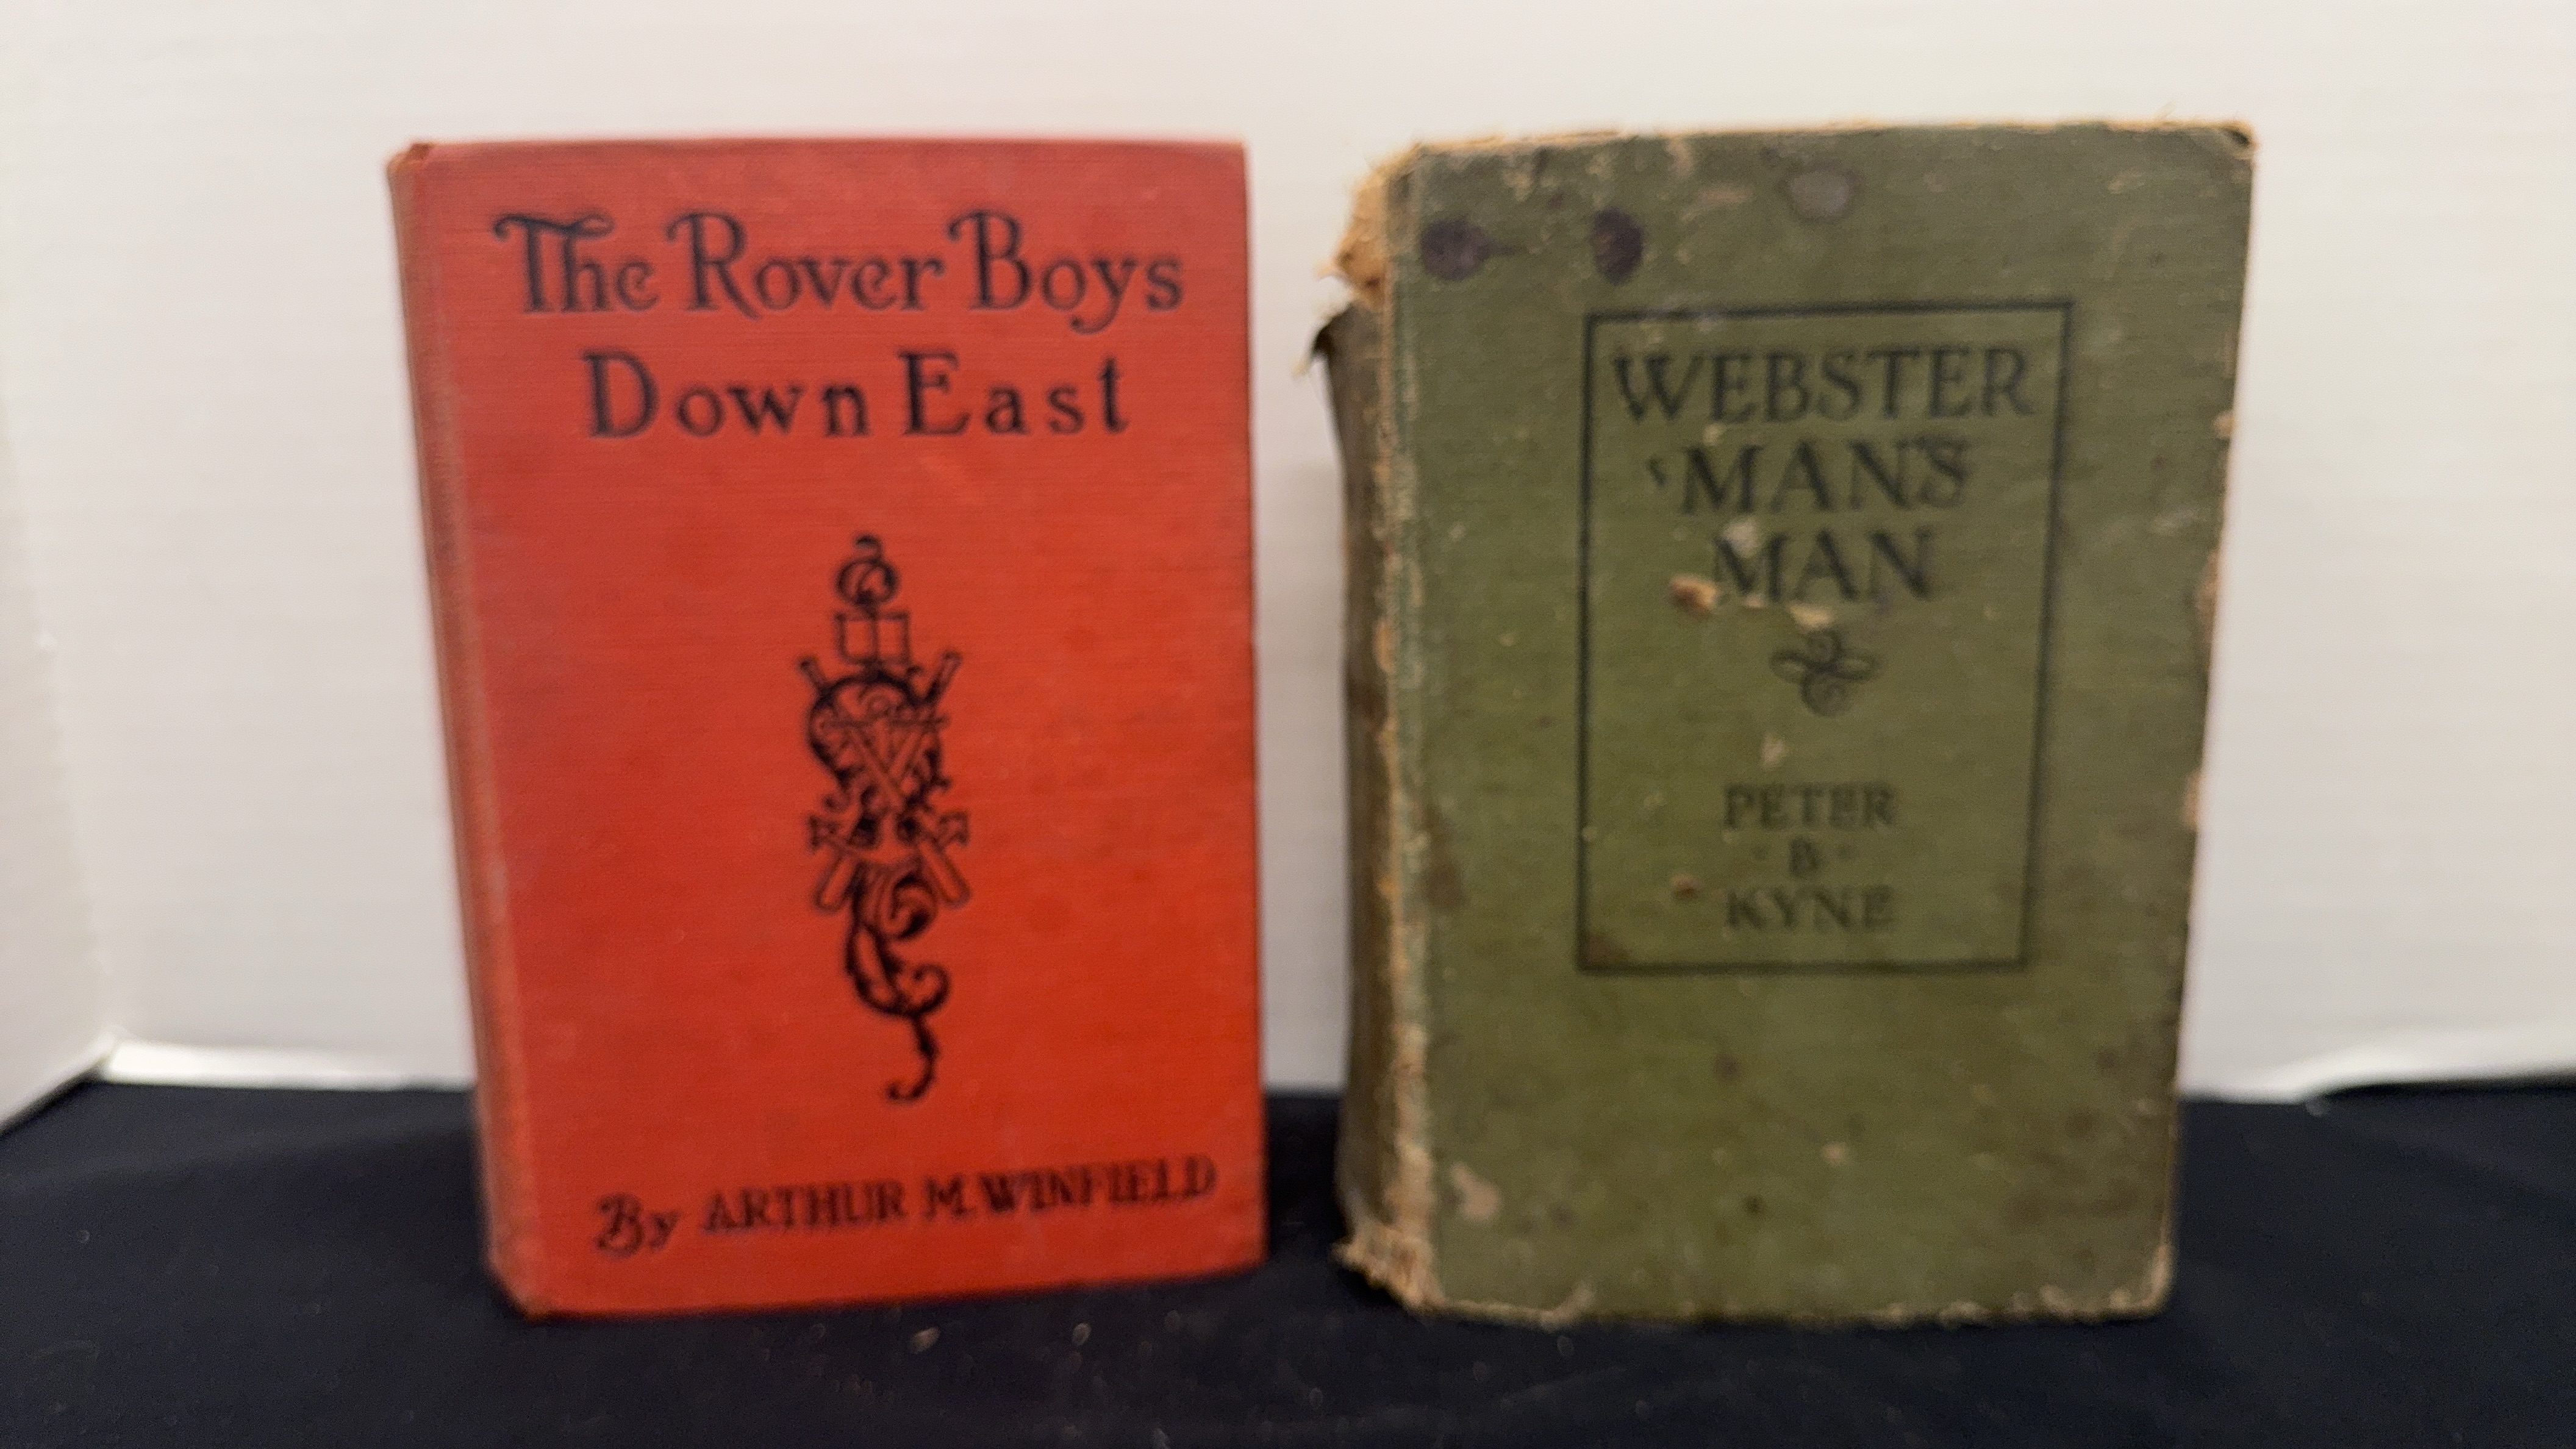 The Rover Boys
Down East
By ARTHUR M. WINFIELD
WEBSTER
'MAN'S
MAN
PETER
· B ·
KYNE